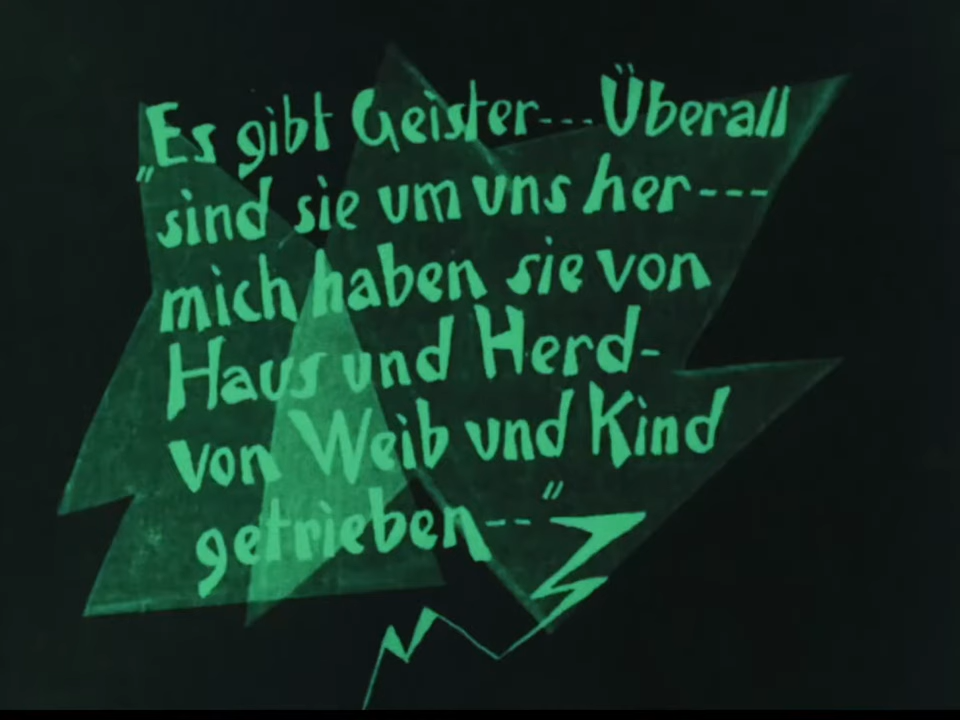 „Es gibt Geister--- Überall
sind sie um uns her---
mich haben sie von
Haus und Herd-
von Weib und Kind
getrieben--"